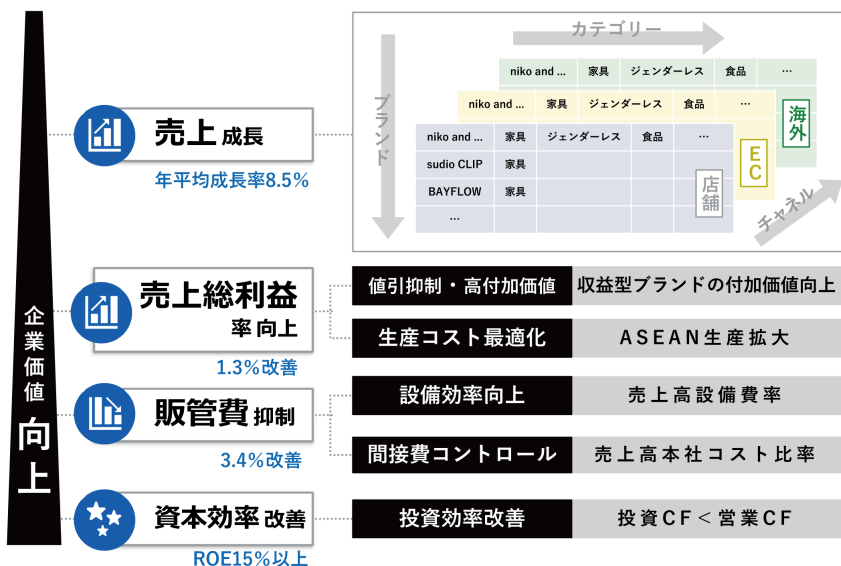 企業価値
向上
売上成長
年平均成長率8.5%
カテゴリー
ブランド
チャネル
niko and ... 家具 ジェンダーレス 食品 …
海外
niko and ... 家具 ジェンダーレス 食品 …
EC
niko and ... 家具 ジェンダーレス 食品 …
sudio CLIP 家具
BAYFLOW 家具
…
店舗
売上総利益
率向上
1.3%改善
値引抑制・高付加価値 収益型ブランドの付加価値向上
生産コスト最適化 ASEAN生産拡大
販管費抑制
3.4%改善
設備効率向上 売上高設備費率
間接費コントロール 売上高本社コスト比率
資本効率改善
ROE15%以上
投資効率改善 投資CF＜営業CF